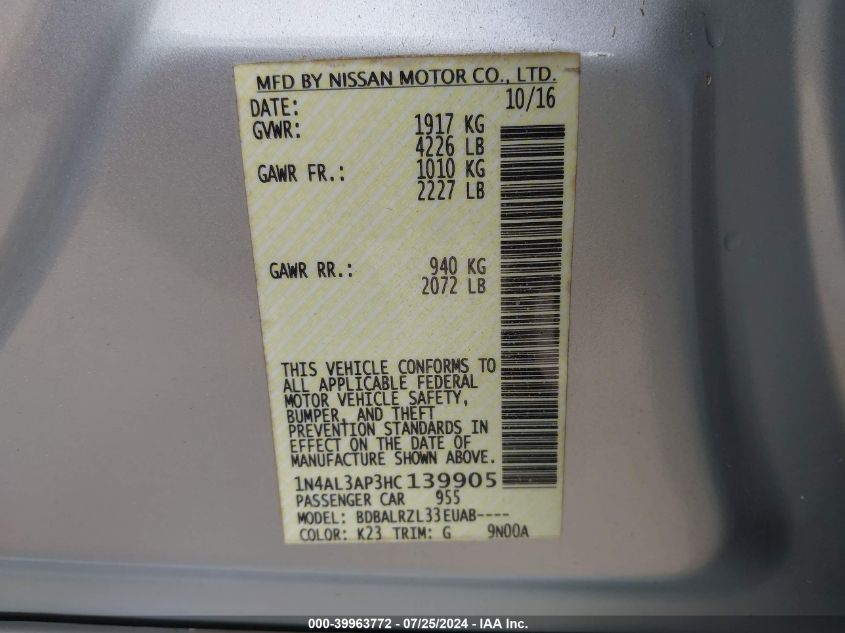 MFD BY NISSAN MOTOR CO., LTD.
DATE: 10/16
GVWR: 1917 KG
4226 LB
GAWR FR.: 1010 KG
2227 LB
GAWR RR.: 940 KG
2072 LB
THIS VEHICLE CONFORMS TO
ALL APPLICABLE FEDERAL
MOTOR VEHICLE SAFETY,
BUMPER, AND THEFT
PREVENTION STANDARDS IN
EFFECT ON THE DATE OF
MANUFACTURE SHOWN ABOVE.
1N4AL3AP3HC139905
PASSENGER CAR 955
MODEL: BDBALRZL33EUAB----
COLOR: K23 TRIM: G 9N00A
000-39963772 - 07/25/2024 - IAA Inc.